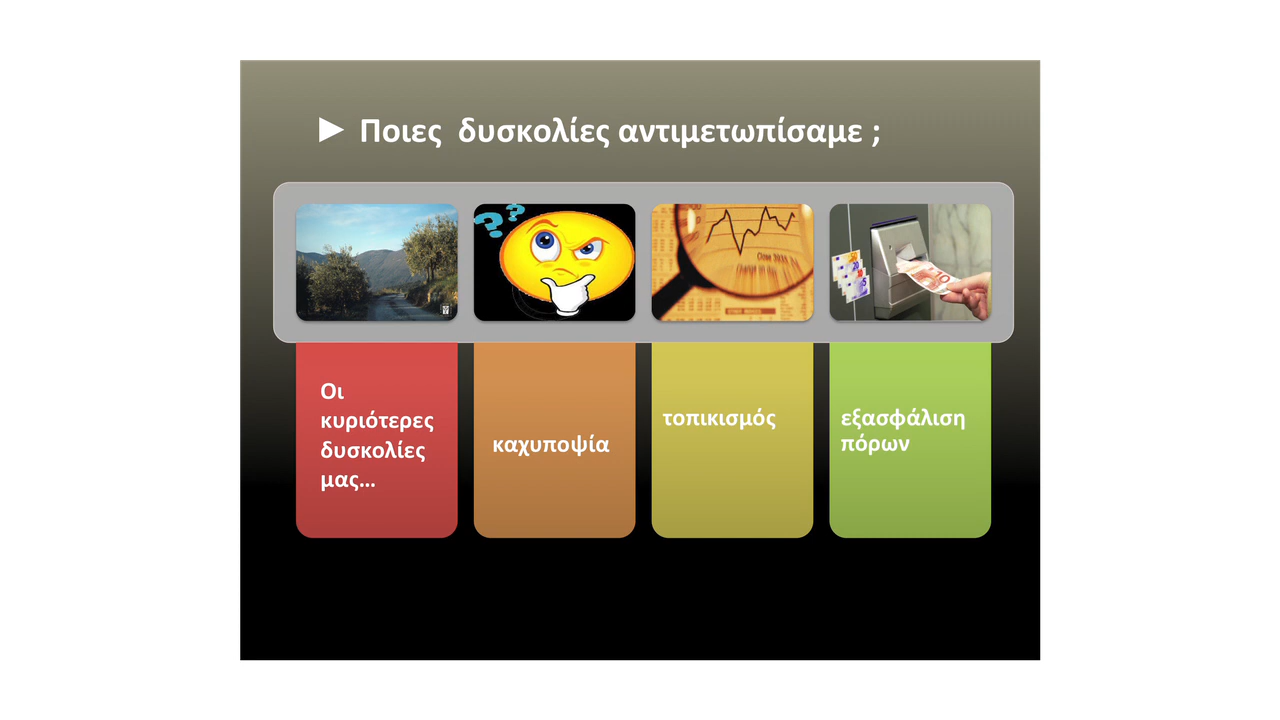 ► Ποιες δυσκολίες αντιμετωπίσαμε ;
Οι
κυριότερες
δυσκολίες
μας...
καχυποψία
τοπικισμός
εξασφάλιση
πόρων